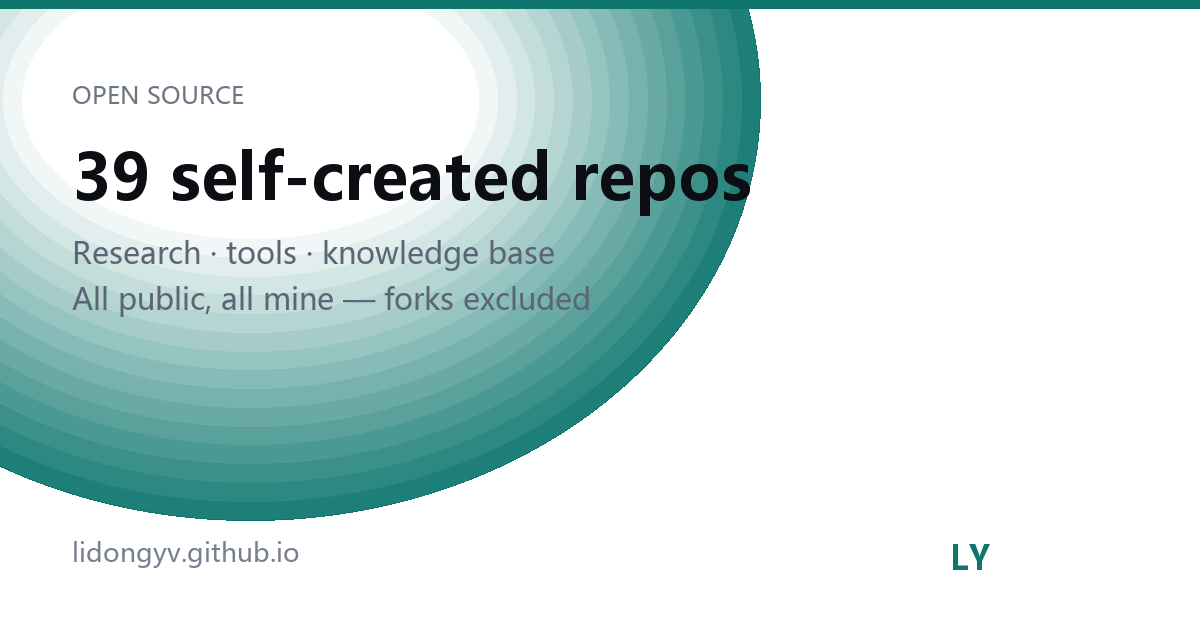 OPEN SOURCE
39 self-created repos
Research · tools · knowledge base
All public, all mine — forks excluded
lidongyv.github.io
LY